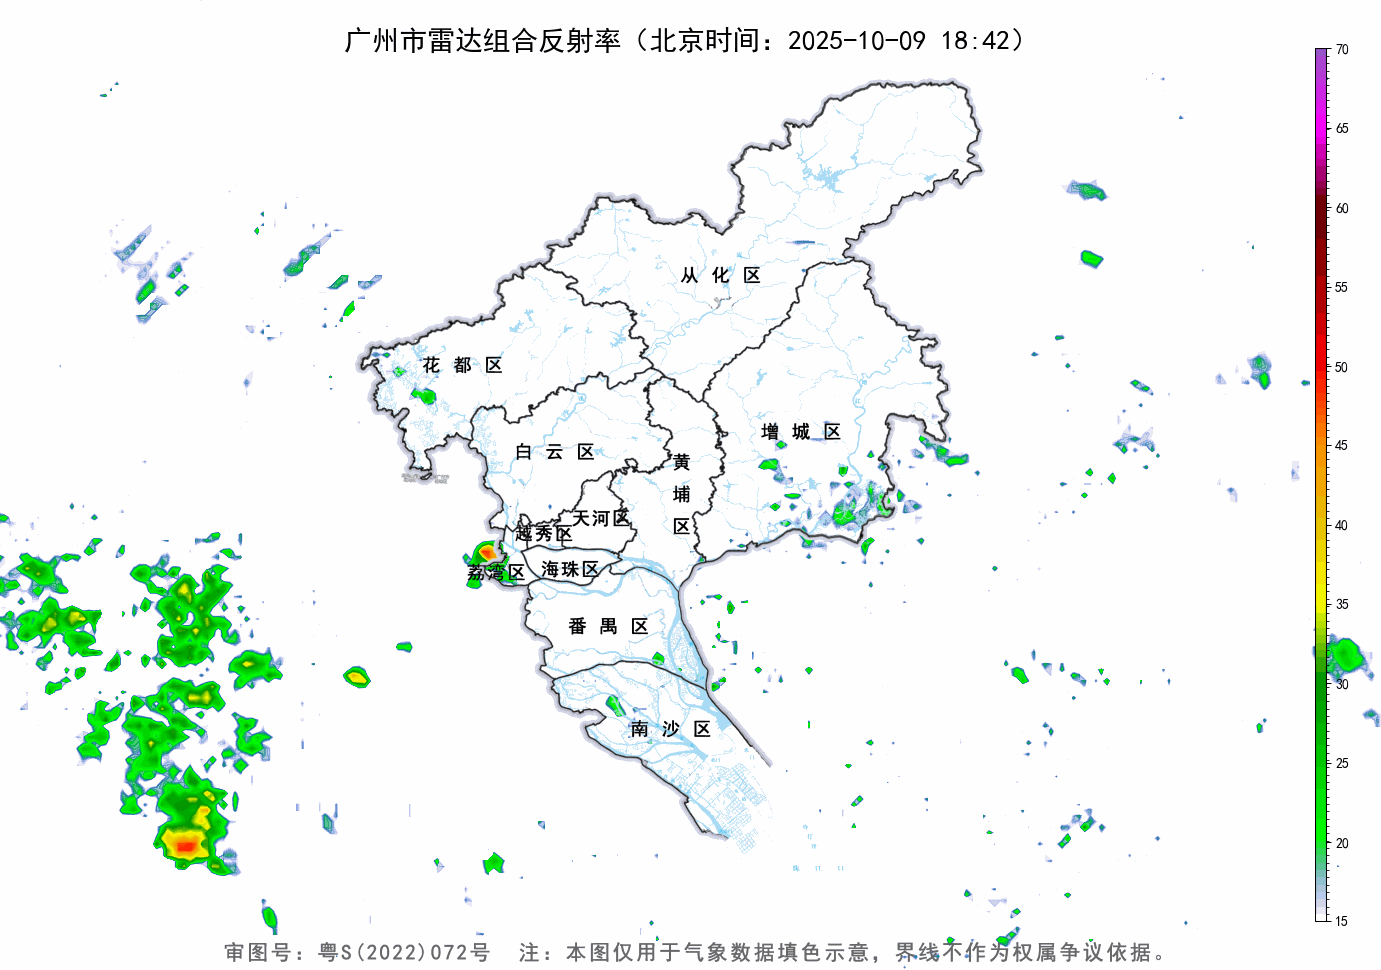 广州市雷达组合反射率（北京时间：2025-10-09 18:42）
70
65
60
55
50
45
40
35
30
25
20
15
从化区
花都区
增城区
白云区
黄埔区
天河区
越秀区
海珠区
荔湾区
番禺区
南沙区
审图号：粤S(2022)072号 注：本图仅用于气象数据填色示意，界线不作为权属争议依据。